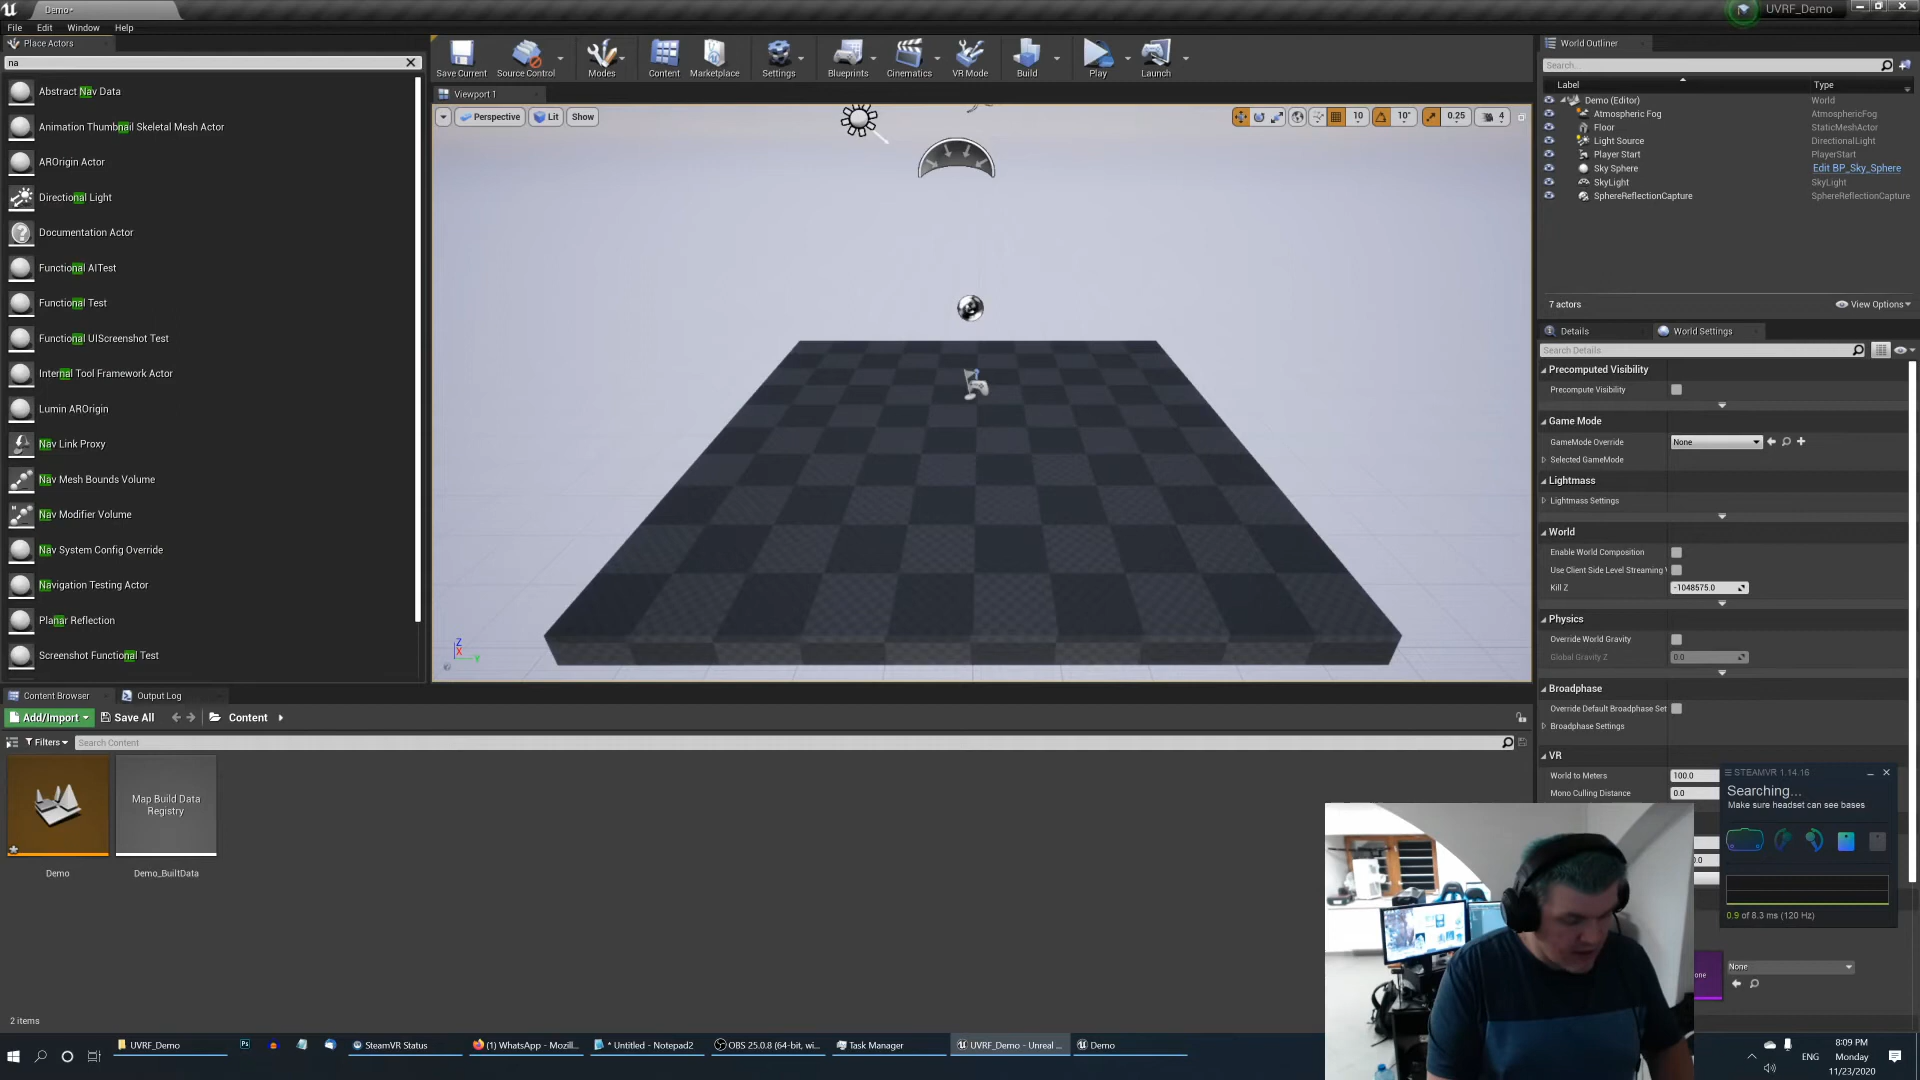 Demo•
UVRF_Demo
File Edit Window Help
Place Actors
na
Abstract Nav Data
Animation Thumbnail Skeletal Mesh Actor
AROrigin Actor
Directional Light
Documentation Actor
Functional AITest
Functional Test
Functional UIScreenshot Test
Internal Tool Framework Actor
Lumin AROrigin
Nav Link Proxy
Nav Mesh Bounds Volume
Nav Modifier Volume
Nav System Config Override
Navigation Testing Actor
Planar Reflection
Screenshot Functional Test
Save Current Source Control Modes Content Marketplace Settings Blueprints Cinematics VR Mode Build Play Launch
Viewport 1
Perspective Lit Show
10 10° 0.25 4
Z
X
Y
World Outliner
Search...
Label Type
Demo (Editor) World
Atmospheric Fog AtmosphericFog
Floor StaticMeshActor
Light Source DirectionalLight
Player Start PlayerStart
Sky Sphere Edit BP_Sky_Sphere
SkyLight SkyLight
SphereReflectionCapture SphereReflectionCapture
7 actors View Options
Details World Settings
Search Details
Precomputed Visibility
Precompute Visibility
Game Mode
GameMode Override None
Selected GameMode
Lightmass
Lightmass Settings
World
Enable World Composition
Use Client Side Level Streaming
Kill Z -1048575.0
Physics
Override World Gravity
Global Gravity Z 0.0
Broadphase
Override Default Broadphase Set
Broadphase Settings
VR
World to Meters 100.0
Mono Culling Distance 0.0
STEAMVR 1.14.16
Searching...
Make sure headset can see bases
0.9 of 8.3 ms (120 Hz)
None
Content Browser Output Log
Add/Import Save All Content
Filters Search Content
Map Build Data
Registry
Demo Demo_BuiltData
2 items
UVRF_Demo SteamVR Status (1) WhatsApp - Mozill... * Untitled - Notepad2 OBS 25.0.8 (64-bit, wi... Task Manager UVRF_Demo - Unreal ... Demo
ENG
8:09 PM
Monday
11/23/2020